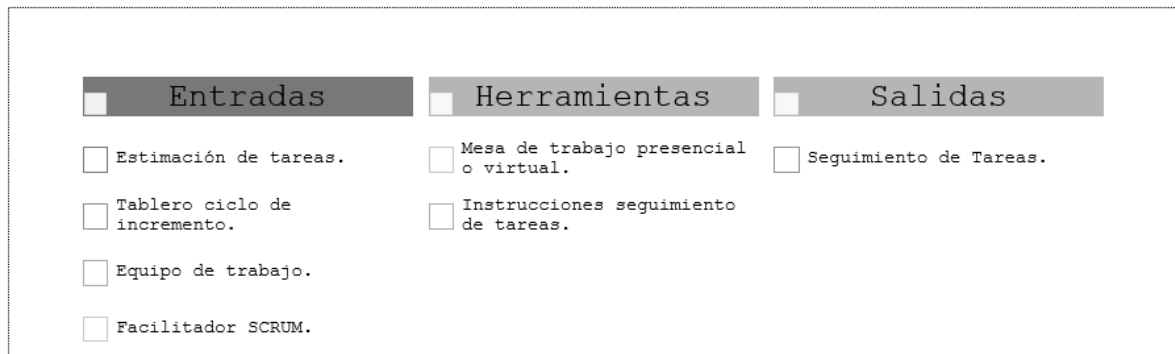 Entradas
Estimación de tareas.
Tablero ciclo de
incremento.
Equipo de trabajo.
Facilitador SCRUM.
Herramientas
Mesa de trabajo presencial
o virtual.
Instrucciones seguimiento
de tareas.
Salidas
Seguimiento de Tareas.